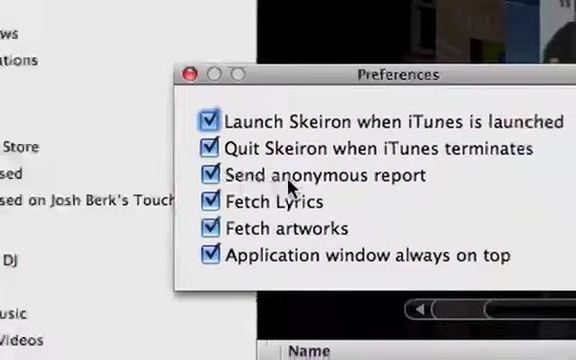 ws
ations
Preferences
Launch Skeiron when iTunes is launched
Quit Skeiron when iTunes terminates
Store
Send anonymous report
sed
Fetch Lyrics
sed on Josh Berk's Touch
Fetch artworks
Application window always on top
DJ
usic
Videos
Name